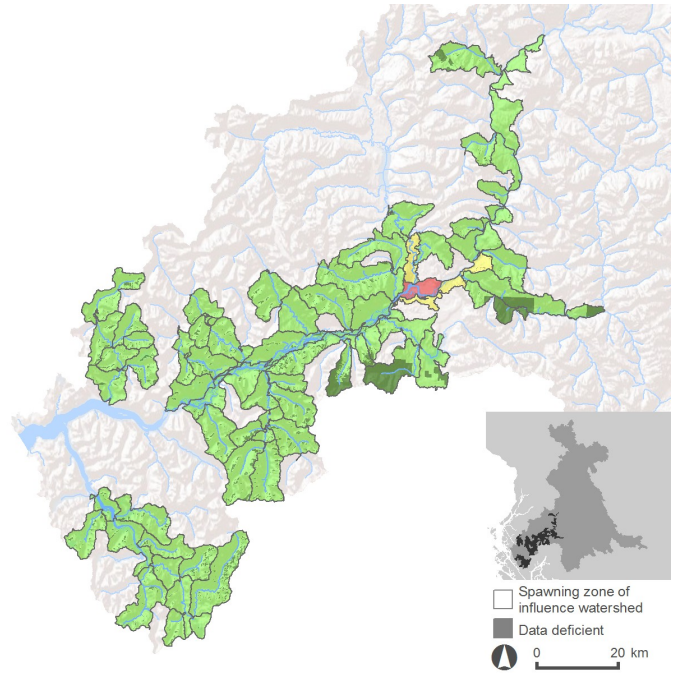 Spawning zone of
influence watershed
Data deficient
0 20 km